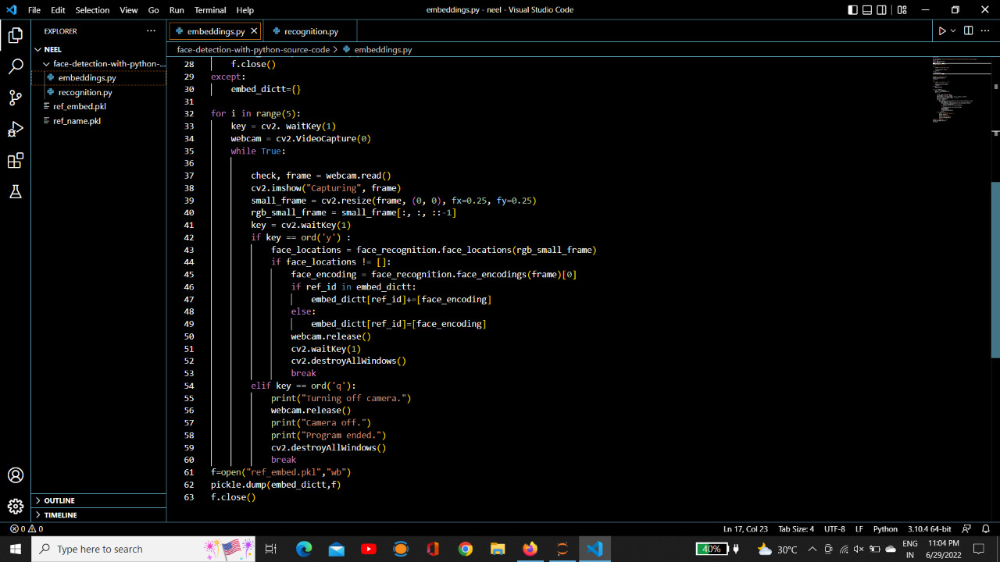 File Edit Selection View Go Run Terminal Help embeddings.py - neel - Visual Studio Code
EXPLORER
NEEL
face-detection-with-python-...
embeddings.py
recognition.py
ref_embed.pkl
ref_name.pkl
OUTLINE
TIMELINE
embeddings.py recognition.py
face-detection-with-python-source-code > embeddings.py
28 f.close()
29 except:
30 embed_dictt={}
31
32 for i in range(5):
33 key = cv2. waitKey(1)
34 webcam = cv2.VideoCapture(0)
35 while True:
36
37 check, frame = webcam.read()
38 cv2.imshow("Capturing", frame)
39 small_frame = cv2.resize(frame, (0, 0), fx=0.25, fy=0.25)
40 rgb_small_frame = small_frame[:, :, ::-1]
41 key = cv2.waitKey(1)
42 if key == ord('y') :
43 face_locations = face_recognition.face_locations(rgb_small_frame)
44 if face_locations != []:
45 face_encoding = face_recognition.face_encodings(frame)[0]
46 if ref_id in embed_dictt:
47 embed_dictt[ref_id]+=[face_encoding]
48 else:
49 embed_dictt[ref_id]=[face_encoding]
50 webcam.release()
51 cv2.waitKey(1)
52 cv2.destroyAllWindows()
53 break
54 elif key == ord('q'):
55 print("Turning off camera.")
56 webcam.release()
57 print("Camera off.")
58 print("Program ended.")
59 cv2.destroyAllWindows()
60 break
61 f=open("ref_embed.pkl","wb")
62 pickle.dump(embed_dictt,f)
63 f.close()
0 0 Ln 17, Col 23 Tab Size: 4 UTF-8 LF Python 3.10.4 64-bit
Type here to search 40% 30°C ENG IN 11:04 PM 6/29/2022